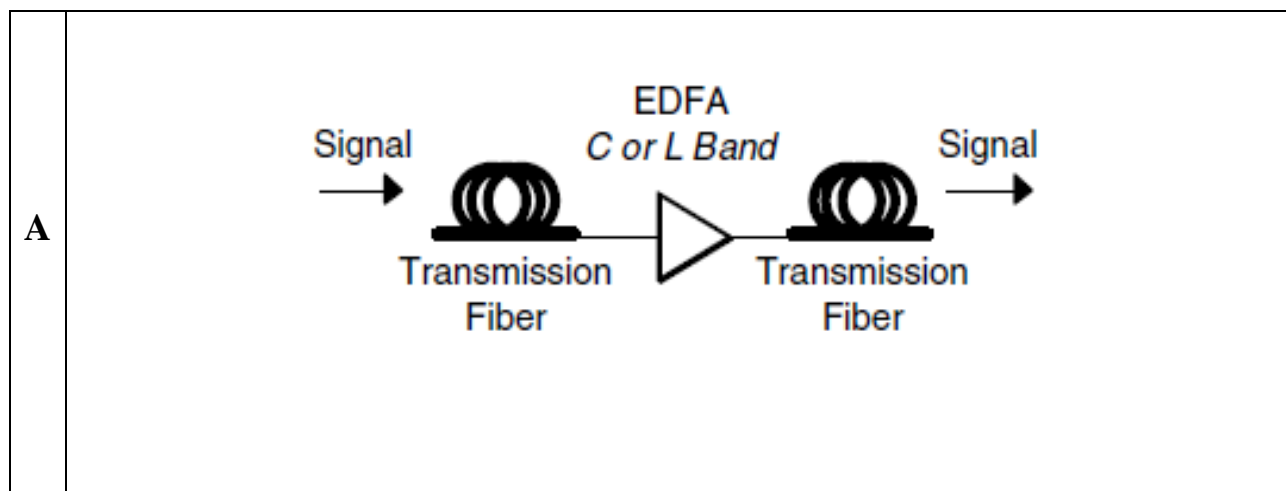 A
EDFA
C or L Band
Signal
Signal
Transmission
Fiber
Transmission
Fiber